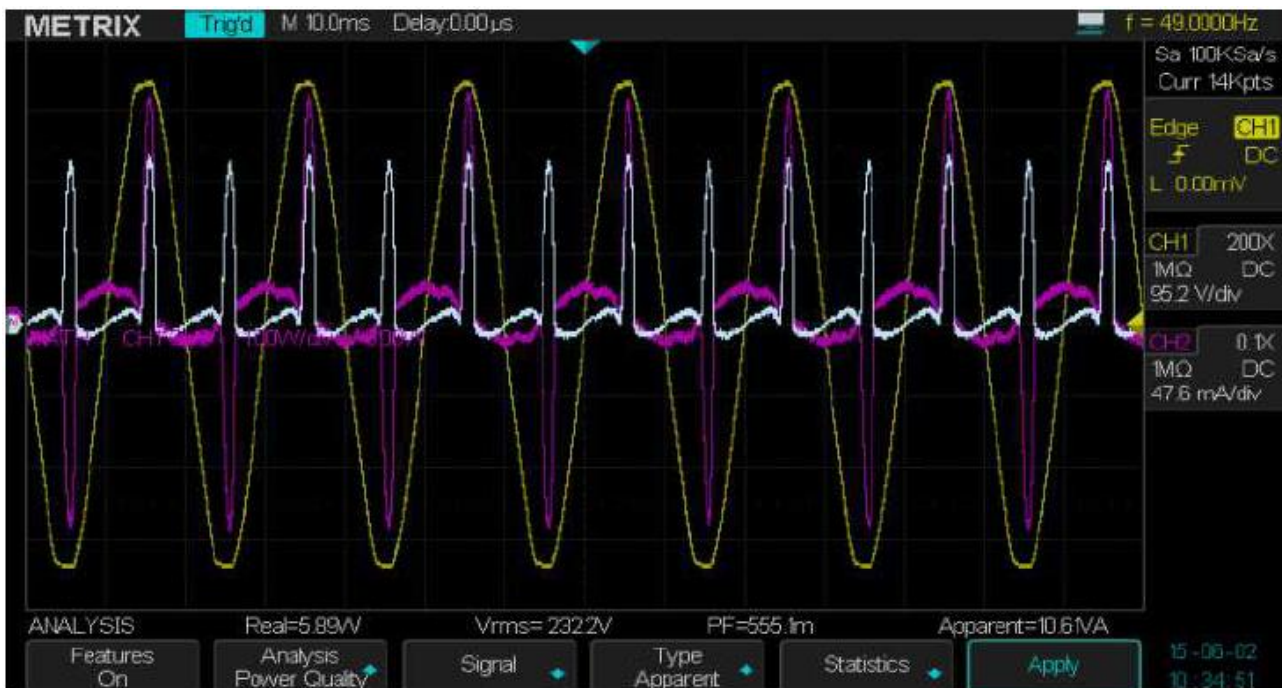 METRIX Trig'd M 10.0ms Delay:0.00µs f = 49.0000Hz
Sa 100KSa/s
Curr 14Kpts
Edge CH1
DC
L 0.00mV
CH1 200X
1MΩ DC
95.2 V/div
CH2 0.1X
1MΩ DC
47.6 mA/div
ANALYSIS Real=5.89W Vrms= 232.2V PF=555.1m Apparent=10.61VA
Features On
Analysis Power Quality
Signal
Type Apparent
Statistics
Apply
15-06-02
10:34:51